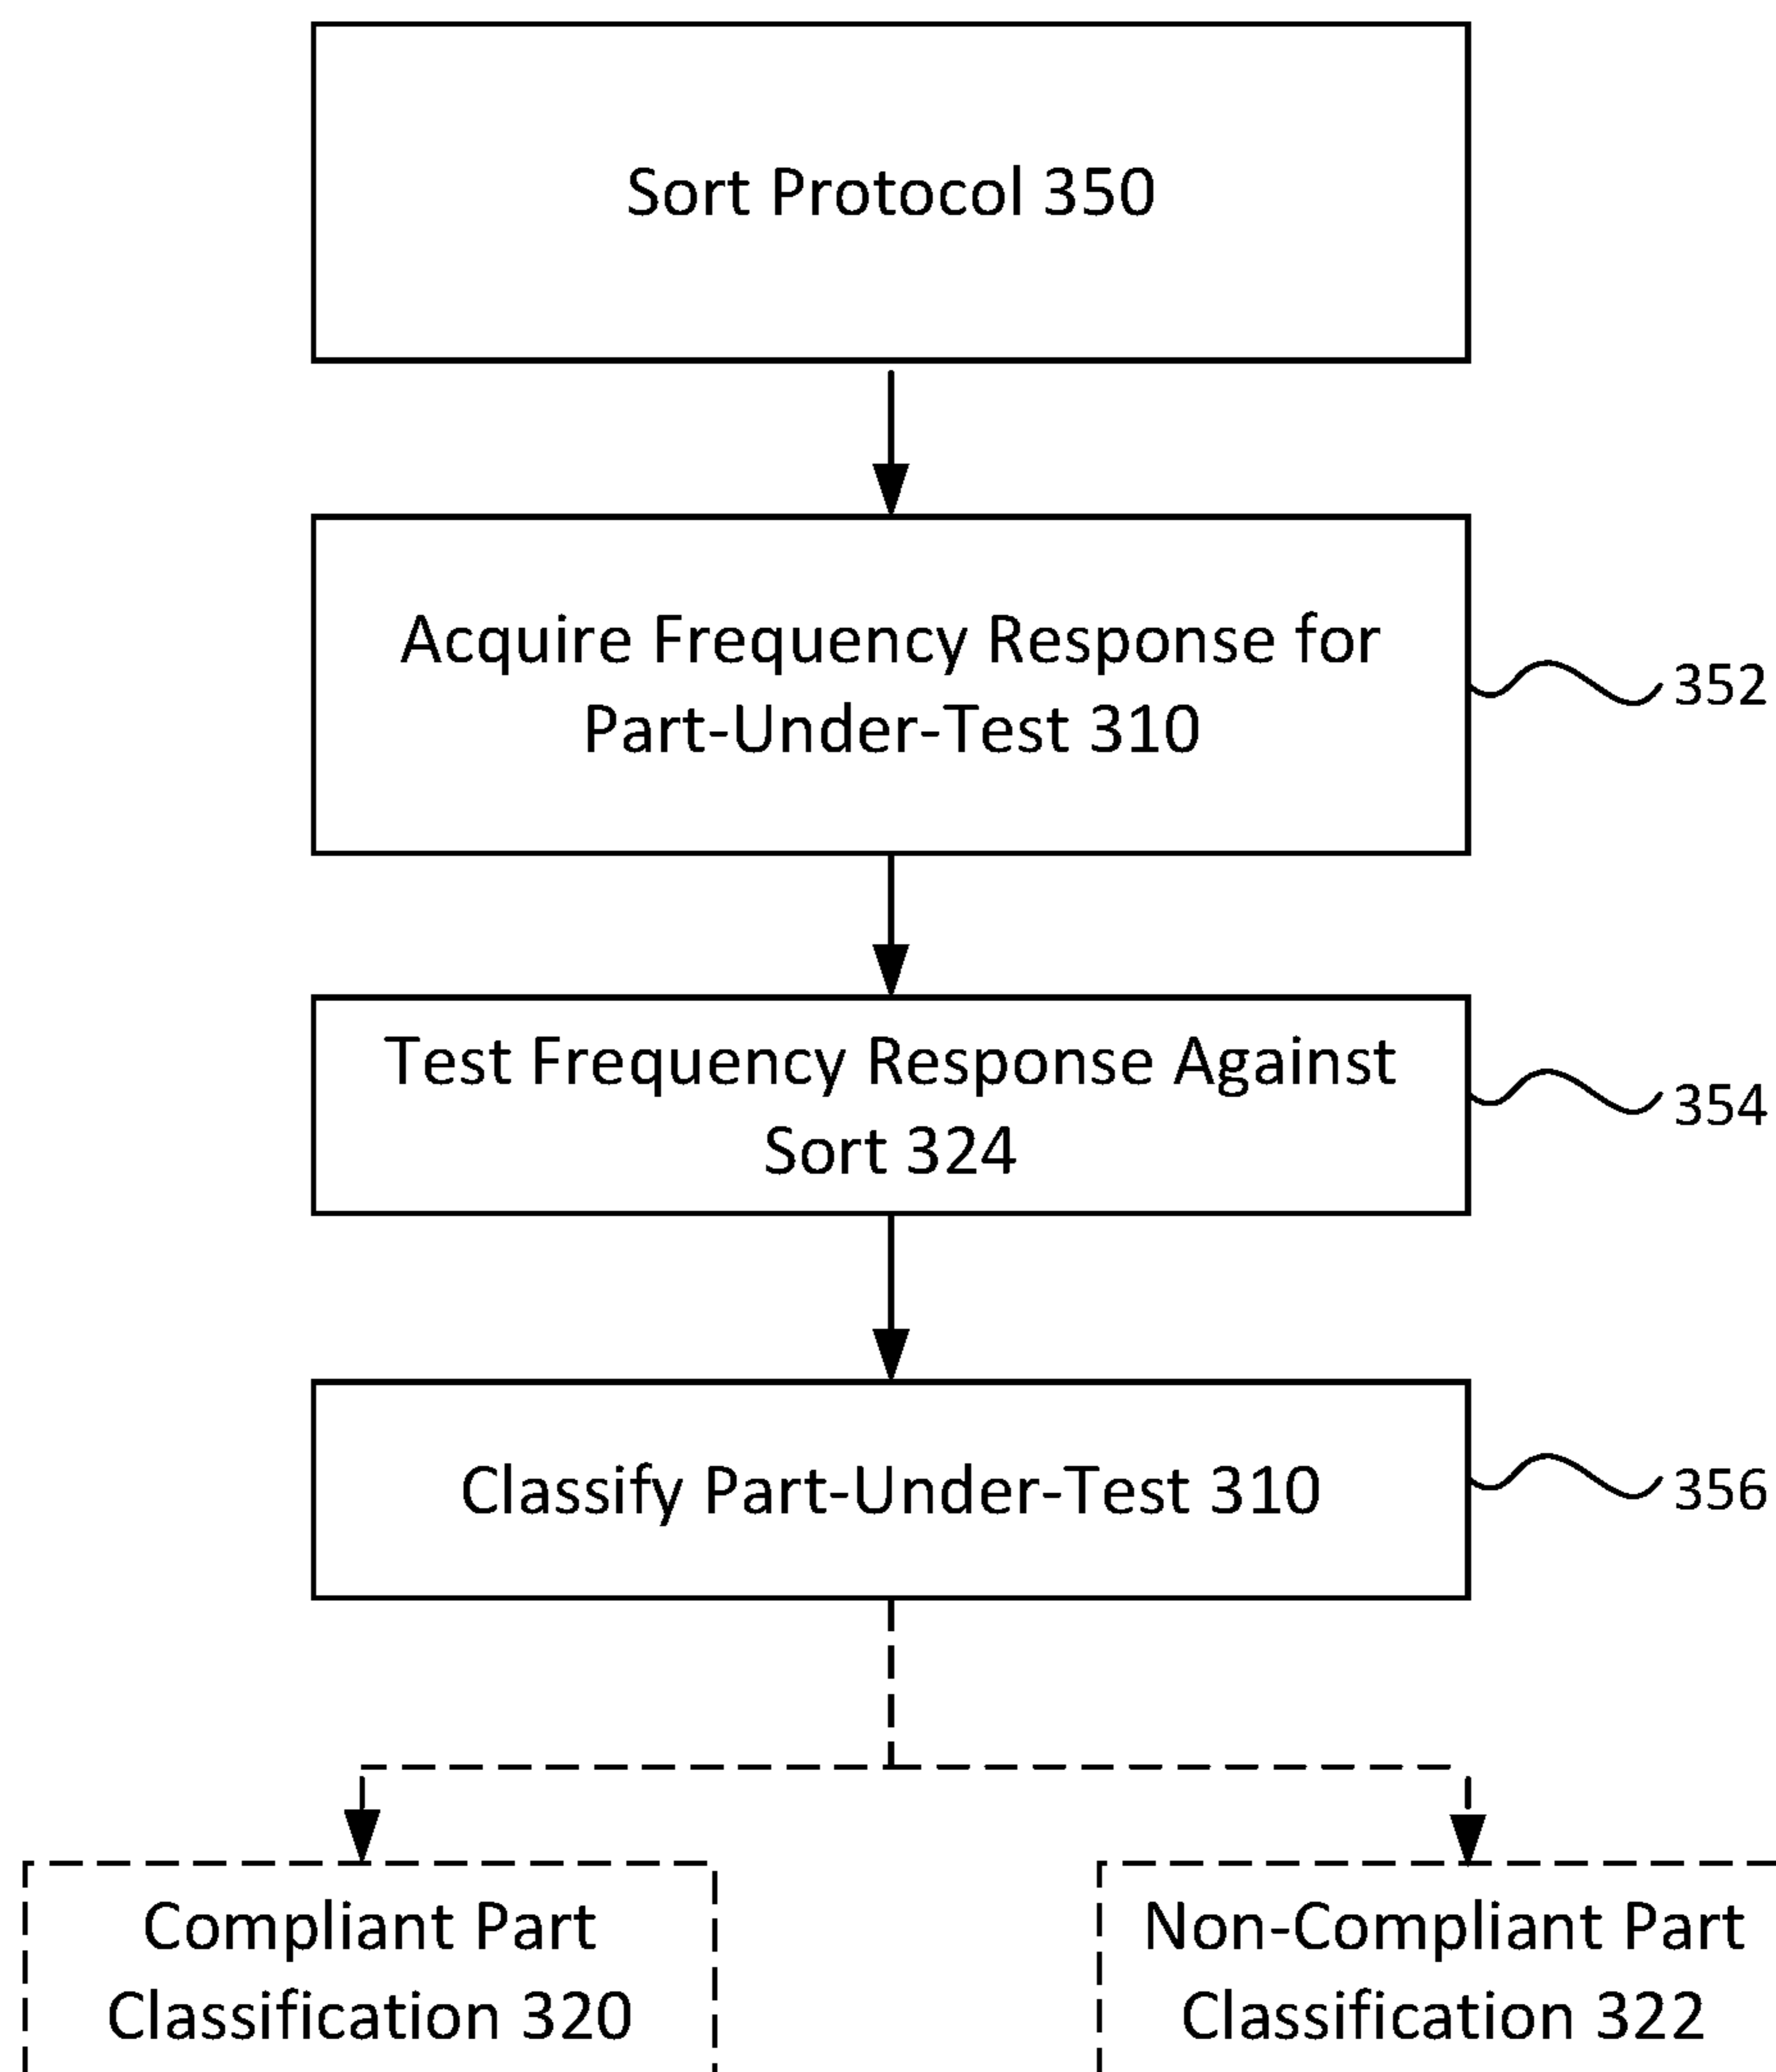 Sort Protocol 350
Acquire Frequency Response for
Part-Under-Test 310
352
Test Frequency Response Against
Sort 324
354
Classify Part-Under-Test 310
356
Compliant Part
Classification 320
Non-Compliant Part
Classification 322